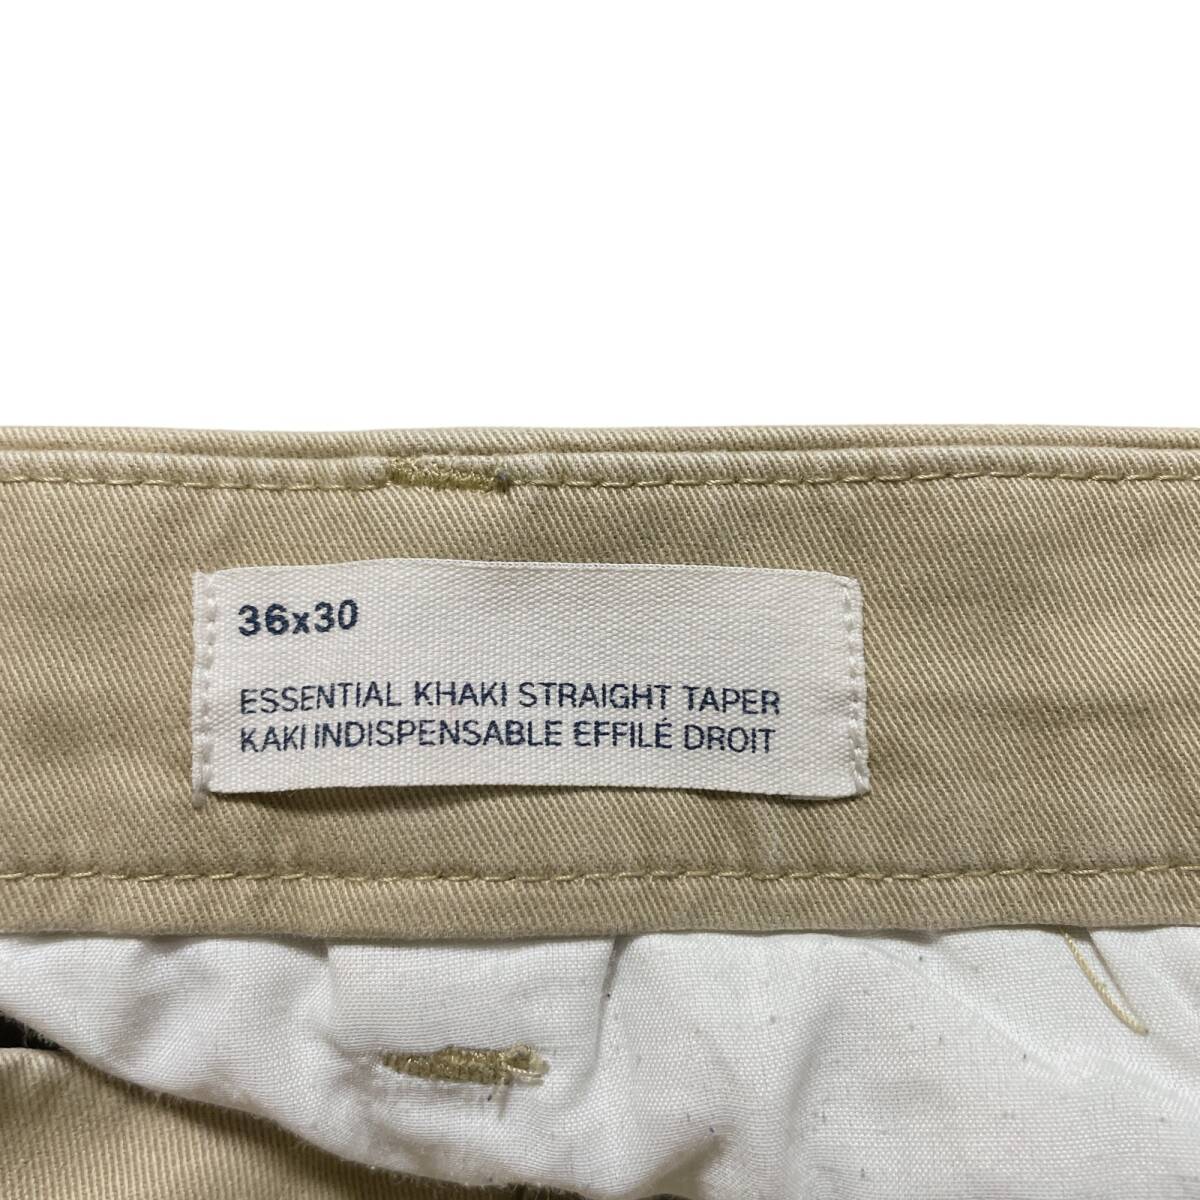 36x30
ESSENTIAL KHAKI STRAIGHT TAPER
KAKI INDISPENSABLE EFFILÉ DROIT